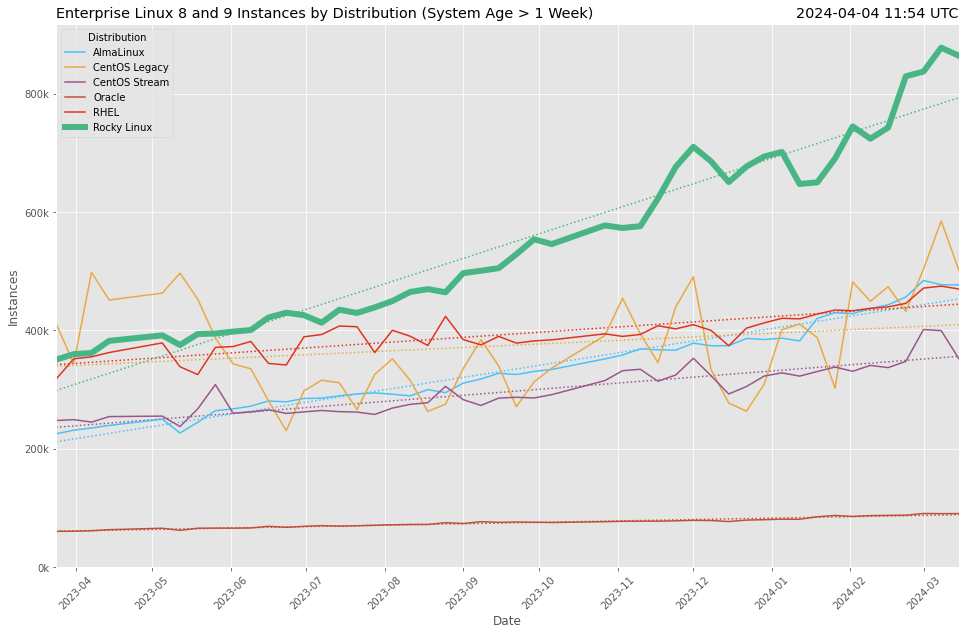 Enterprise Linux 8 and 9 Instances by Distribution (System Age > 1 Week)
2024-04-04 11:54 UTC
Distribution
AlmaLinux
CentOS Legacy
CentOS Stream
Oracle
RHEL
Rocky Linux
800k
600k
400k
200k
0k
Instances
2023-04
2023-05
2023-06
2023-07
2023-08
2023-09
2023-10
2023-11
2023-12
2024-01
2024-02
2024-03
Date